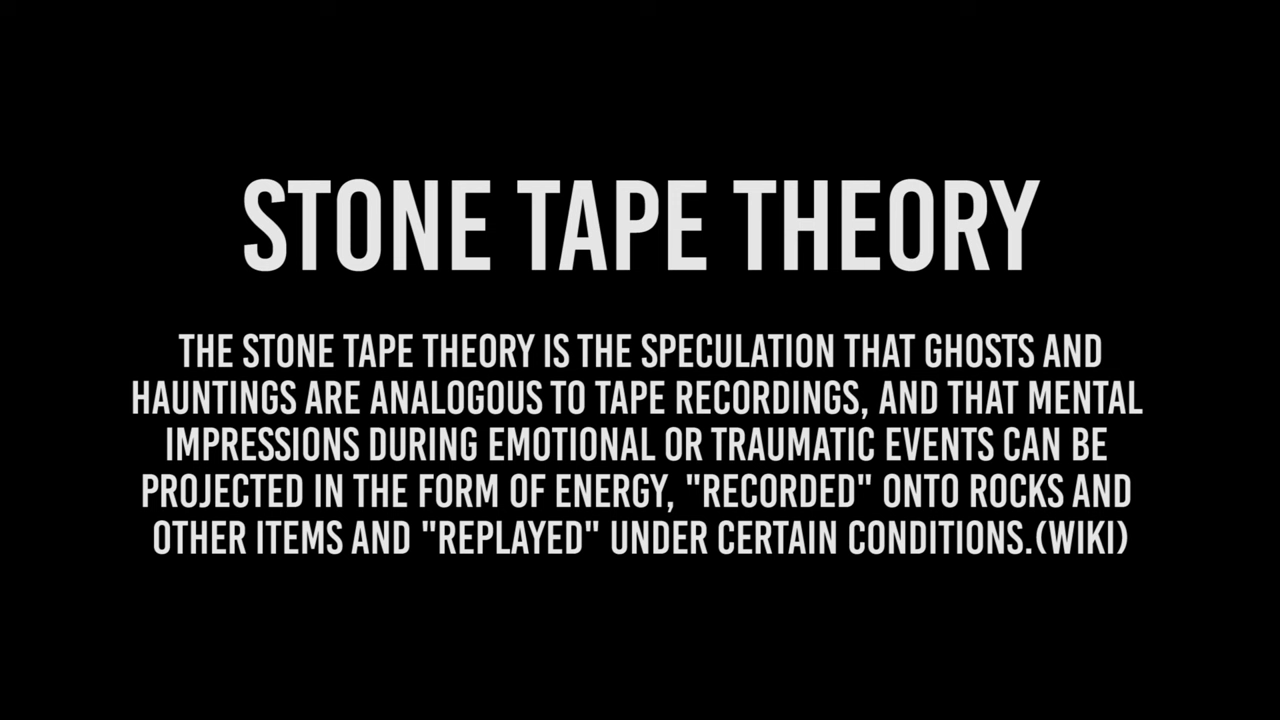 STONE TAPE THEORY
THE STONE TAPE THEORY IS THE SPECULATION THAT GHOSTS AND
HAUNTINGS ARE ANALOGOUS TO TAPE RECORDINGS, AND THAT MENTAL
IMPRESSIONS DURING EMOTIONAL OR TRAUMATIC EVENTS CAN BE
PROJECTED IN THE FORM OF ENERGY, "RECORDED" ONTO ROCKS AND
OTHER ITEMS AND "REPLAYED" UNDER CERTAIN CONDITIONS.(WIKI)